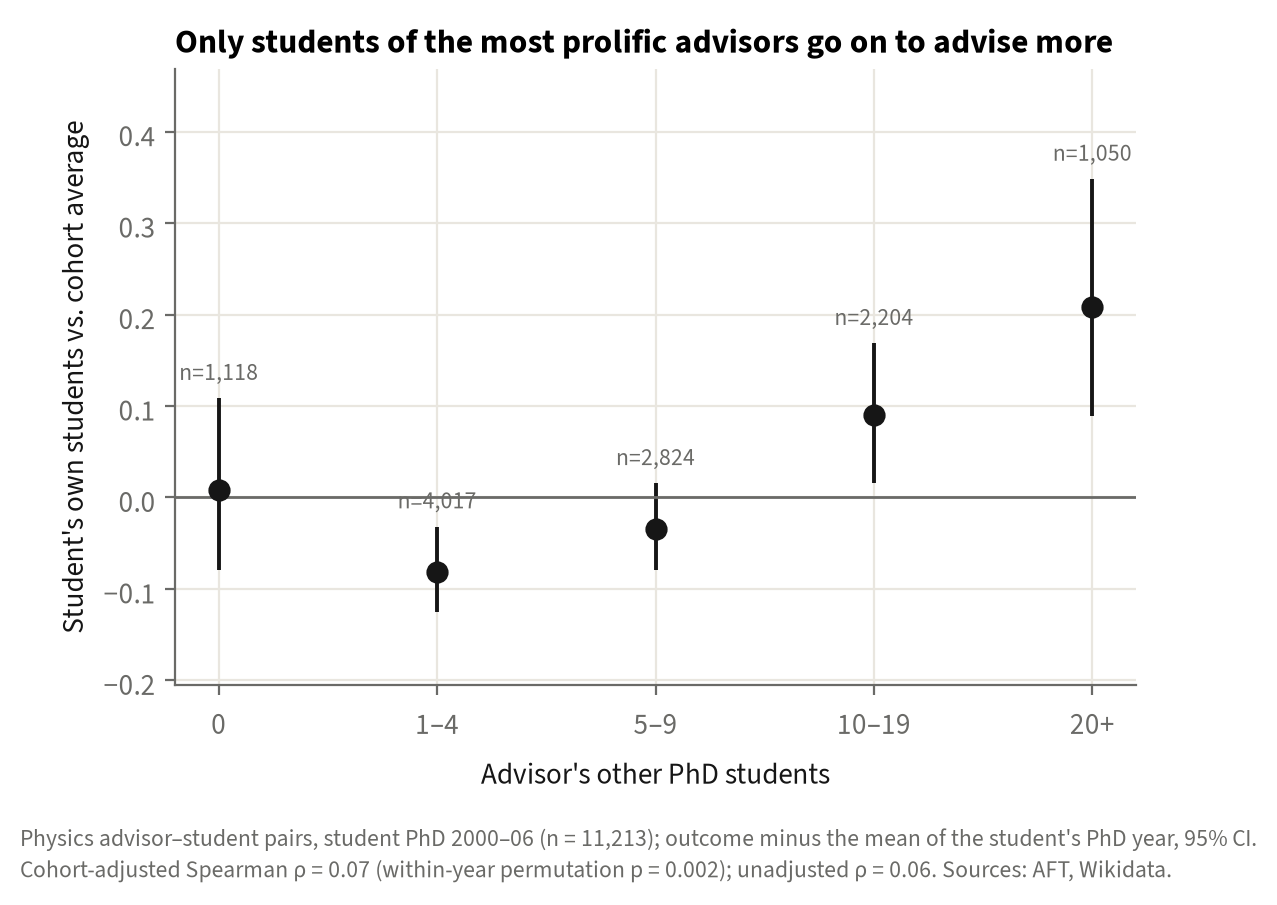 Only students of the most prolific advisors go on to advise more
Student's own students vs. cohort average
0.4
0.3
0.2
0.1
0.0
−0.1
−0.2
n=1,118
n=4,017
n=2,824
n=2,204
n=1,050
0
1–4
5–9
10–19
20+
Advisor's other PhD students
Physics advisor–student pairs, student PhD 2000–06 (n = 11,213); outcome minus the mean of the student's PhD year, 95% CI.
Cohort-adjusted Spearman ρ = 0.07 (within-year permutation p = 0.002); unadjusted ρ = 0.06. Sources: AFT, Wikidata.